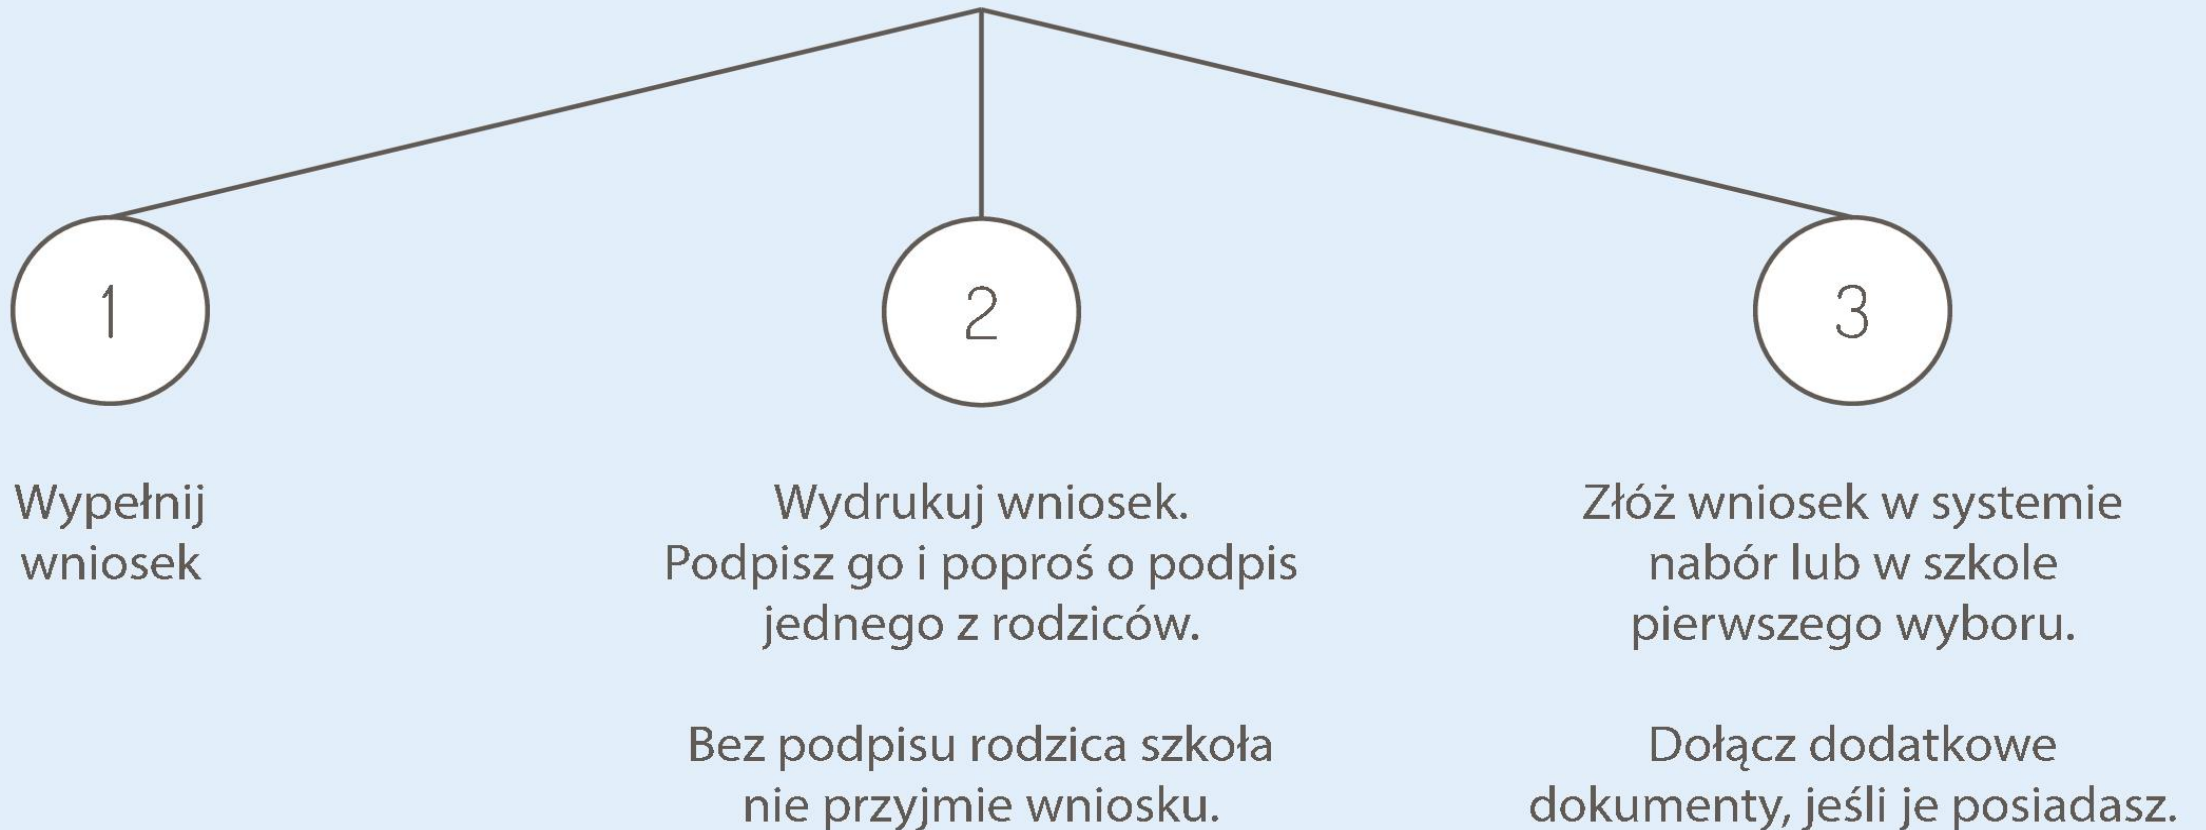 1
Wypełnij
wniosek
2
Wydrukuj wniosek.
Podpisz go i poproś o podpis
jednego z rodziców.
Bez podpisu rodzica szkoła
nie przyjmie wniosku.
3
Złóż wniosek w systemie
nabór lub w szkole
pierwszego wyboru.
Dołącz dodatkowe
dokumenty, jeśli je posiadasz.